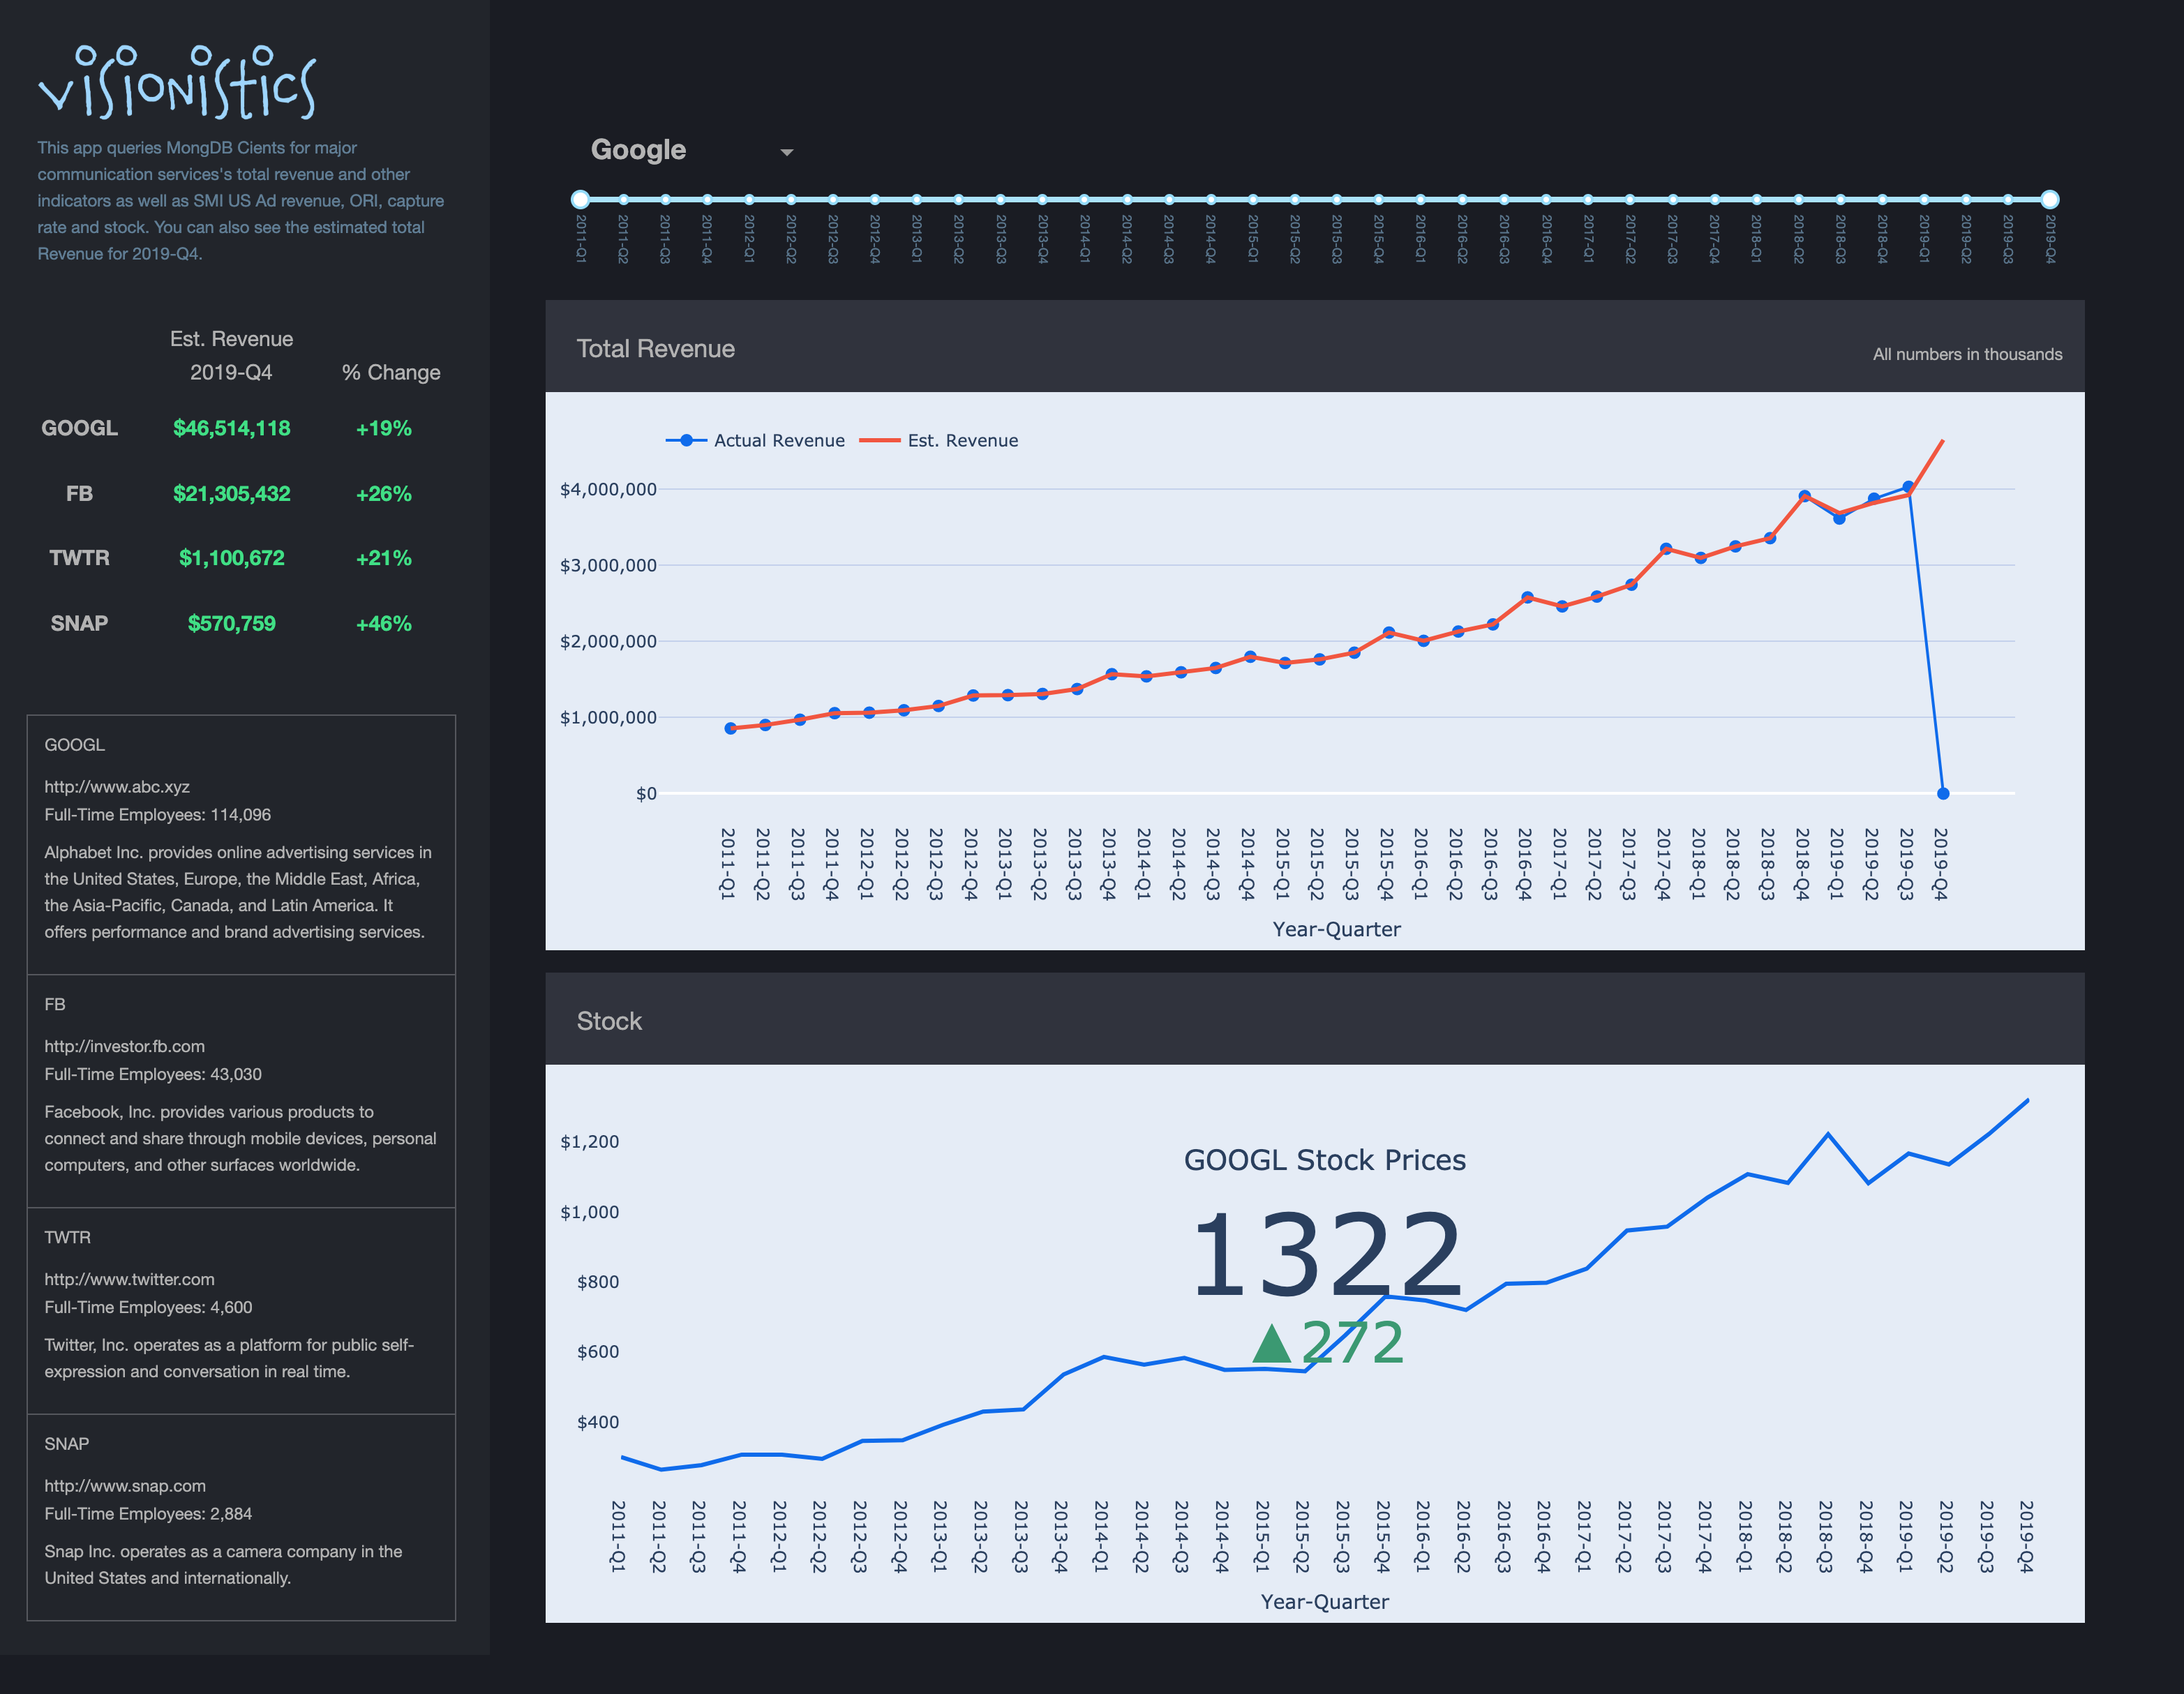 visionistics
This app queries MongDB Cients for major
communication services's total revenue and other
indicators as well as SMI US Ad revenue, ORI, capture
rate and stock. You can also see the estimated total
Revenue for 2019-Q4.
Est. Revenue
2019-Q4 % Change
GOOGL $46,514,118 +19%
FB $21,305,432 +26%
TWTR $1,100,672 +21%
SNAP $570,759 +46%
GOOGL
http://www.abc.xyz
Full-Time Employees: 114,096
Alphabet Inc. provides online advertising services in
the United States, Europe, the Middle East, Africa,
the Asia-Pacific, Canada, and Latin America. It
offers performance and brand advertising services.
FB
http://investor.fb.com
Full-Time Employees: 43,030
Facebook, Inc. provides various products to
connect and share through mobile devices, personal
computers, and other surfaces worldwide.
TWTR
http://www.twitter.com
Full-Time Employees: 4,600
Twitter, Inc. operates as a platform for public self-
expression and conversation in real time.
SNAP
http://www.snap.com
Full-Time Employees: 2,884
Snap Inc. operates as a camera company in the
United States and internationally.
Google
2011-Q1 2011-Q2 2011-Q3 2011-Q4 2012-Q1 2012-Q2 2012-Q3 2012-Q4 2013-Q1 2013-Q2 2013-Q3 2013-Q4 2014-Q1 2014-Q2 2014-Q3 2014-Q4 2015-Q1 2015-Q2 2015-Q3 2015-Q4 2016-Q1 2016-Q2 2016-Q3 2016-Q4 2017-Q1 2017-Q2 2017-Q3 2017-Q4 2018-Q1 2018-Q2 2018-Q3 2018-Q4 2019-Q1 2019-Q2 2019-Q3 2019-Q4
Total Revenue
All numbers in thousands
Actual Revenue Est. Revenue
$4,000,000
$3,000,000
$2,000,000
$1,000,000
$0
2011-Q1 2011-Q2 2011-Q3 2011-Q4 2012-Q1 2012-Q2 2012-Q3 2012-Q4 2013-Q1 2013-Q2 2013-Q3 2013-Q4 2014-Q1 2014-Q2 2014-Q3 2014-Q4 2015-Q1 2015-Q2 2015-Q3 2015-Q4 2016-Q1 2016-Q2 2016-Q3 2016-Q4 2017-Q1 2017-Q2 2017-Q3 2017-Q4 2018-Q1 2018-Q2 2018-Q3 2018-Q4 2019-Q1 2019-Q2 2019-Q3 2019-Q4
Year-Quarter
Stock
$1,200
$1,000
$800
$600
$400
GOOGL Stock Prices
1322
▲272
2011-Q1 2011-Q2 2011-Q3 2011-Q4 2012-Q1 2012-Q2 2012-Q3 2012-Q4 2013-Q1 2013-Q2 2013-Q3 2013-Q4 2014-Q1 2014-Q2 2014-Q3 2014-Q4 2015-Q1 2015-Q2 2015-Q3 2015-Q4 2016-Q1 2016-Q2 2016-Q3 2016-Q4 2017-Q1 2017-Q2 2017-Q3 2017-Q4 2018-Q1 2018-Q2 2018-Q3 2018-Q4 2019-Q1 2019-Q2 2019-Q3 2019-Q4
Year-Quarter